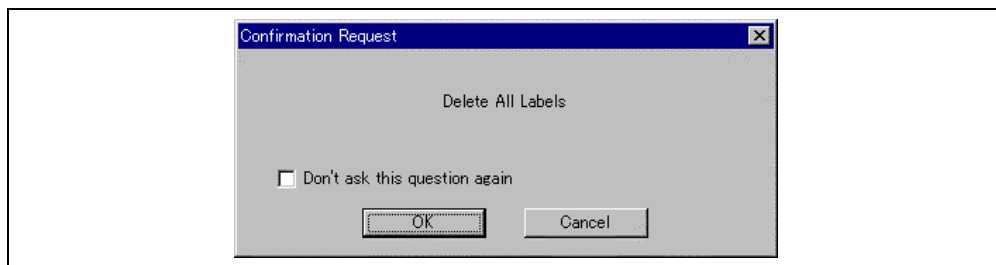 Confirmation Request
Delete All Labels
Don't ask this question again
OK Cancel